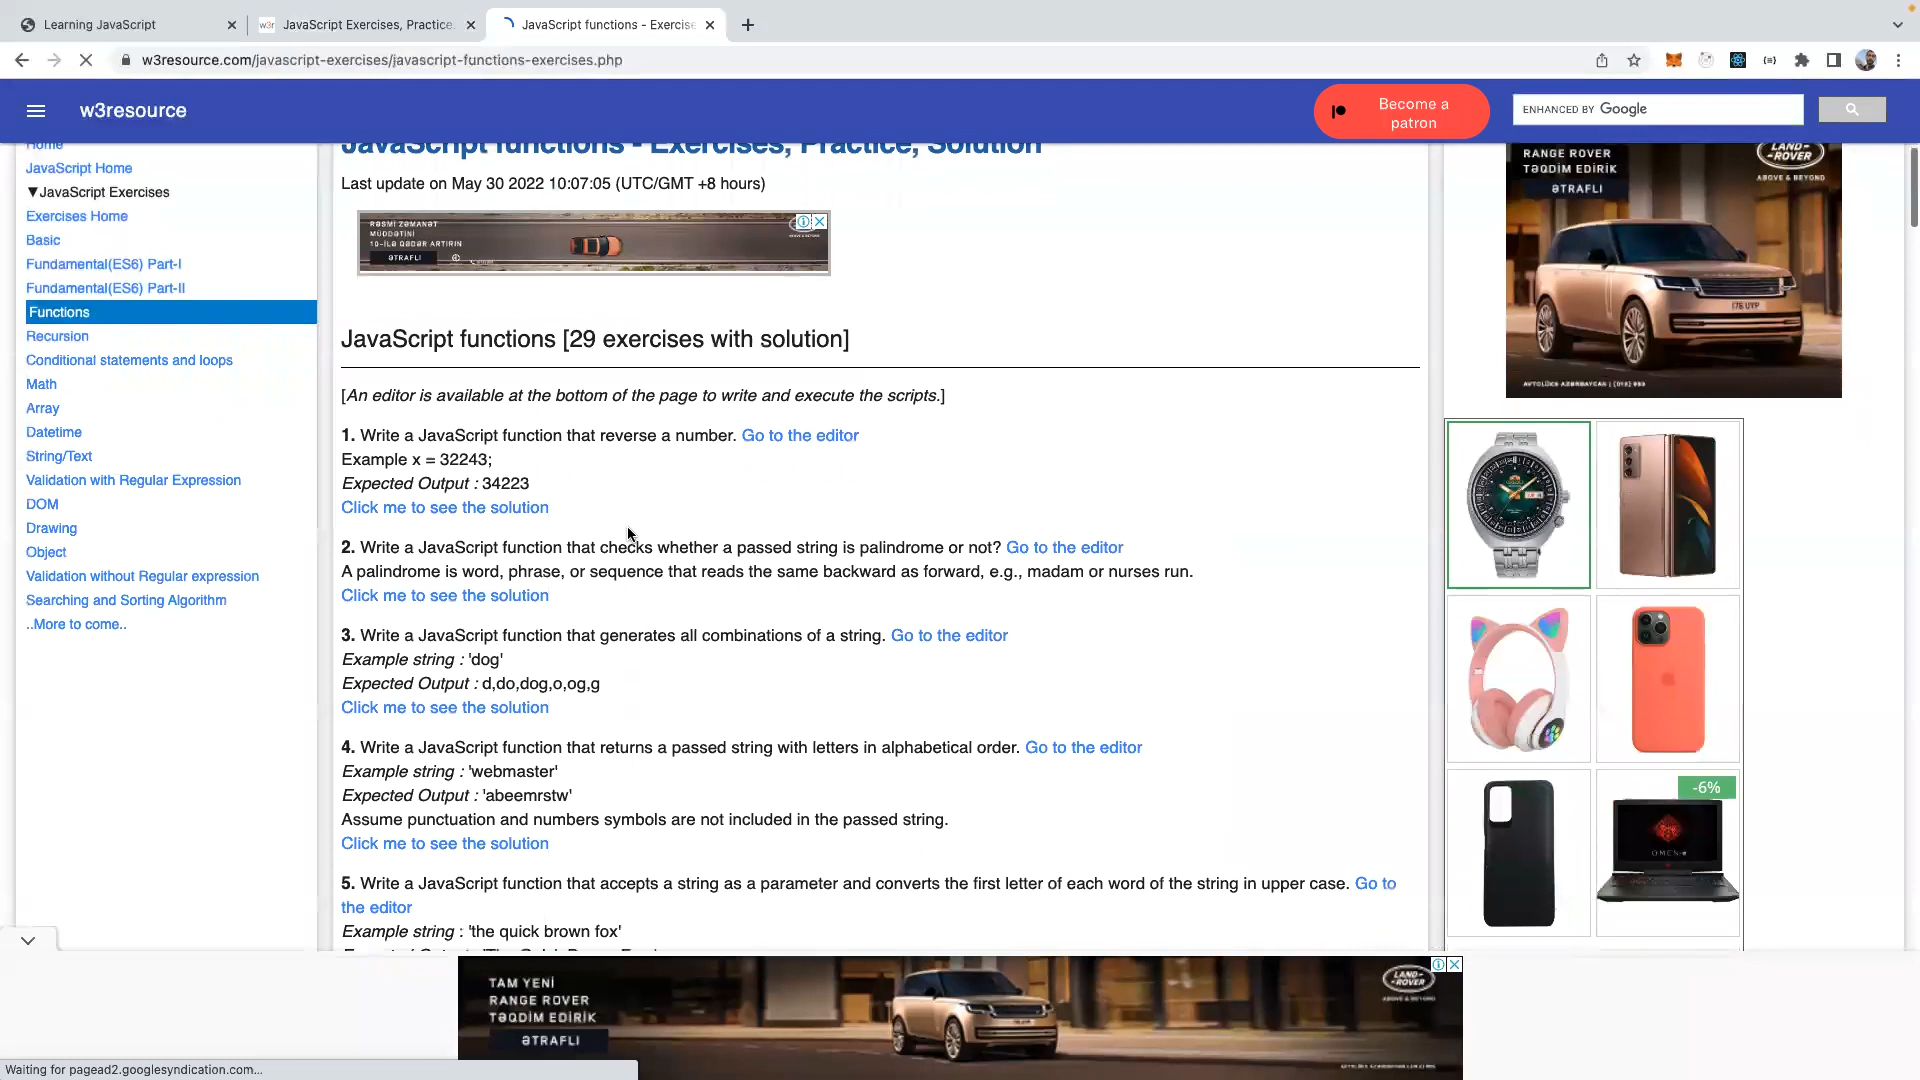 Learning JavaScript
w3r JavaScript Exercises, Practice
JavaScript functions - Exercise
w3resource.com/javascript-exercises/javascript-functions-exercises.php
w3resource
Become a
patron
ENHANCED BY Google
Home
JavaScript Home
▼JavaScript Exercises
Exercises Home
Basic
Fundamental(ES6) Part-I
Fundamental(ES6) Part-II
Functions
Recursion
Conditional statements and loops
Math
Array
Datetime
String/Text
Validation with Regular Expression
DOM
Drawing
Object
Validation without Regular expression
Searching and Sorting Algorithm
..More to come..
JavaScript functions - Exercises, Practice, Solution
Last update on May 30 2022 10:07:05 (UTC/GMT +8 hours)
RƏSMİ ZƏMANƏT
MÜDDƏTİNİ
10-İLƏ QƏDƏR ARTIRIN
ƏTRAFLI
JavaScript functions [29 exercises with solution]
[An editor is available at the bottom of the page to write and execute the scripts.]
1. Write a JavaScript function that reverse a number. Go to the editor
Example x = 32243;
Expected Output : 34223
Click me to see the solution
2. Write a JavaScript function that checks whether a passed string is palindrome or not? Go to the editor
A palindrome is word, phrase, or sequence that reads the same backward as forward, e.g., madam or nurses run.
Click me to see the solution
3. Write a JavaScript function that generates all combinations of a string. Go to the editor
Example string : 'dog'
Expected Output : d,do,dog,o,og,g
Click me to see the solution
4. Write a JavaScript function that returns a passed string with letters in alphabetical order. Go to the editor
Example string : 'webmaster'
Expected Output : 'abeemrstw'
Assume punctuation and numbers symbols are not included in the passed string.
Click me to see the solution
5. Write a JavaScript function that accepts a string as a parameter and converts the first letter of each word of the string in upper case. Go to
the editor
Example string : 'the quick brown fox'
RANGE ROVER
TƏQDİM EDİRİK
ƏTRAFLI
LAND-
ROVER
ABOVE & BEYOND
-6%
OMEN
TAM YENİ
RANGE ROVER
TƏQDİM EDİRİK
ƏTRAFLI
LAND-
ROVER
ABOVE & BEYOND
Waiting for pagead2.googlesyndication.com...